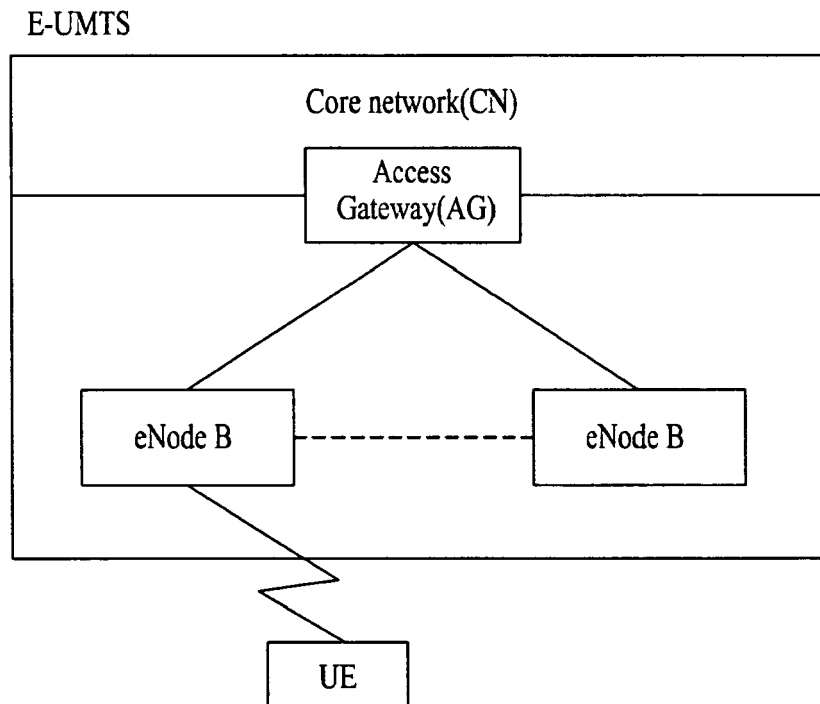 E-UMTS
Core network(CN)
Access
Gateway(AG)
eNode B
eNode B
UE